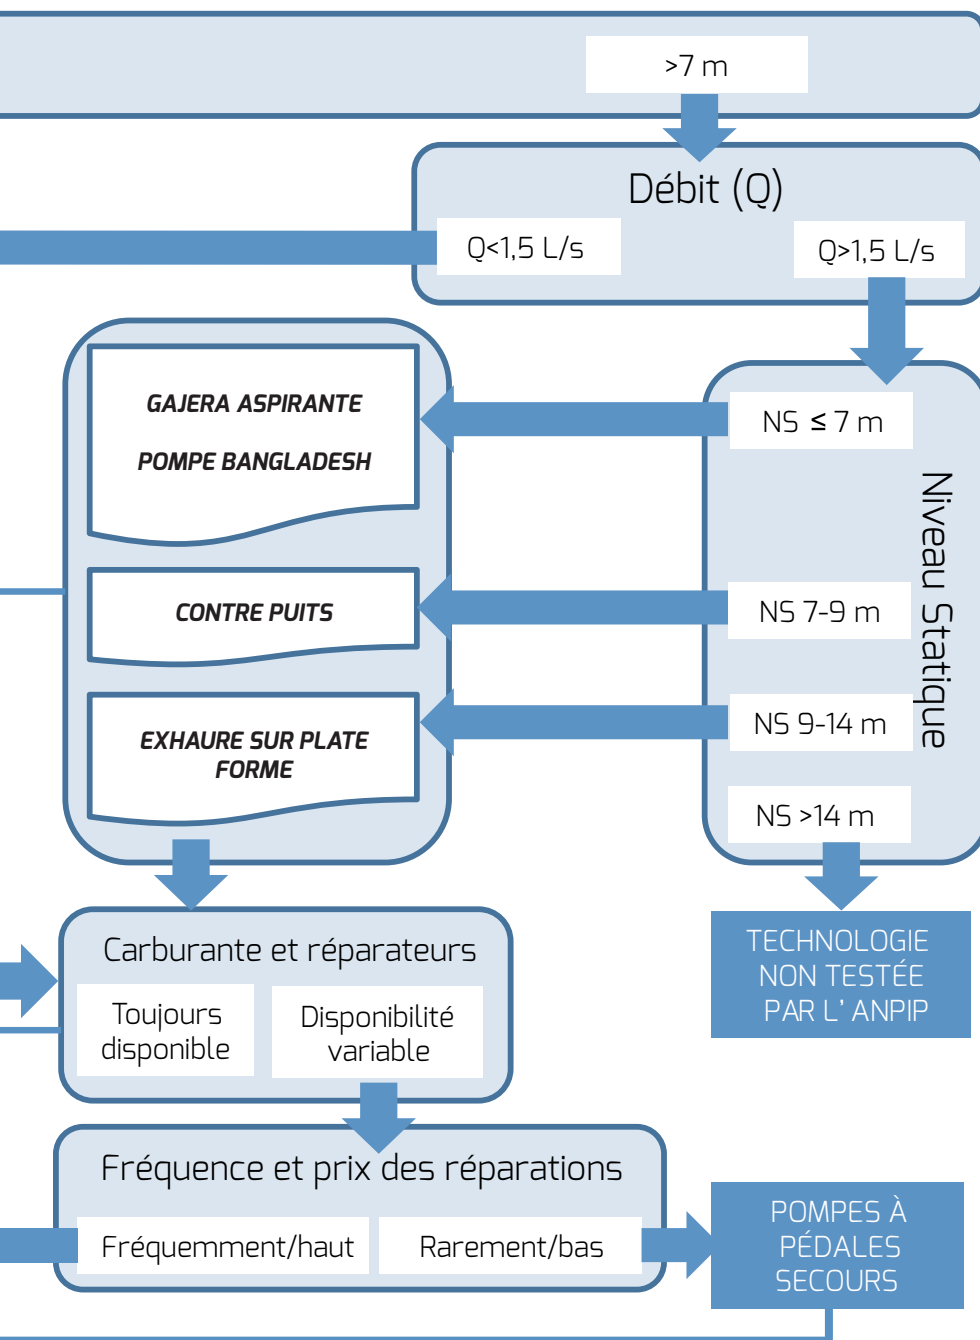 >7 m
Débit (Q)
Q<1,5 L/s
Q>1,5 L/s
GAJERA ASPIRANTE
POMPE BANGLADESH
CONTRE PUITS
EXHAURE SUR PLATE
FORME
NS ≤ 7 m
NS 7-9 m
NS 9-14 m
NS >14 m
Niveau Statique
Carburante et réparateurs
Toujours
disponible
Disponibilité
variable
TECHNOLOGIE
NON TESTÉE
PAR L' ANPIP
Fréquence et prix des réparations
Fréquemment/haut
Rarement/bas
POMPES À
PÉDALES
SECOURS